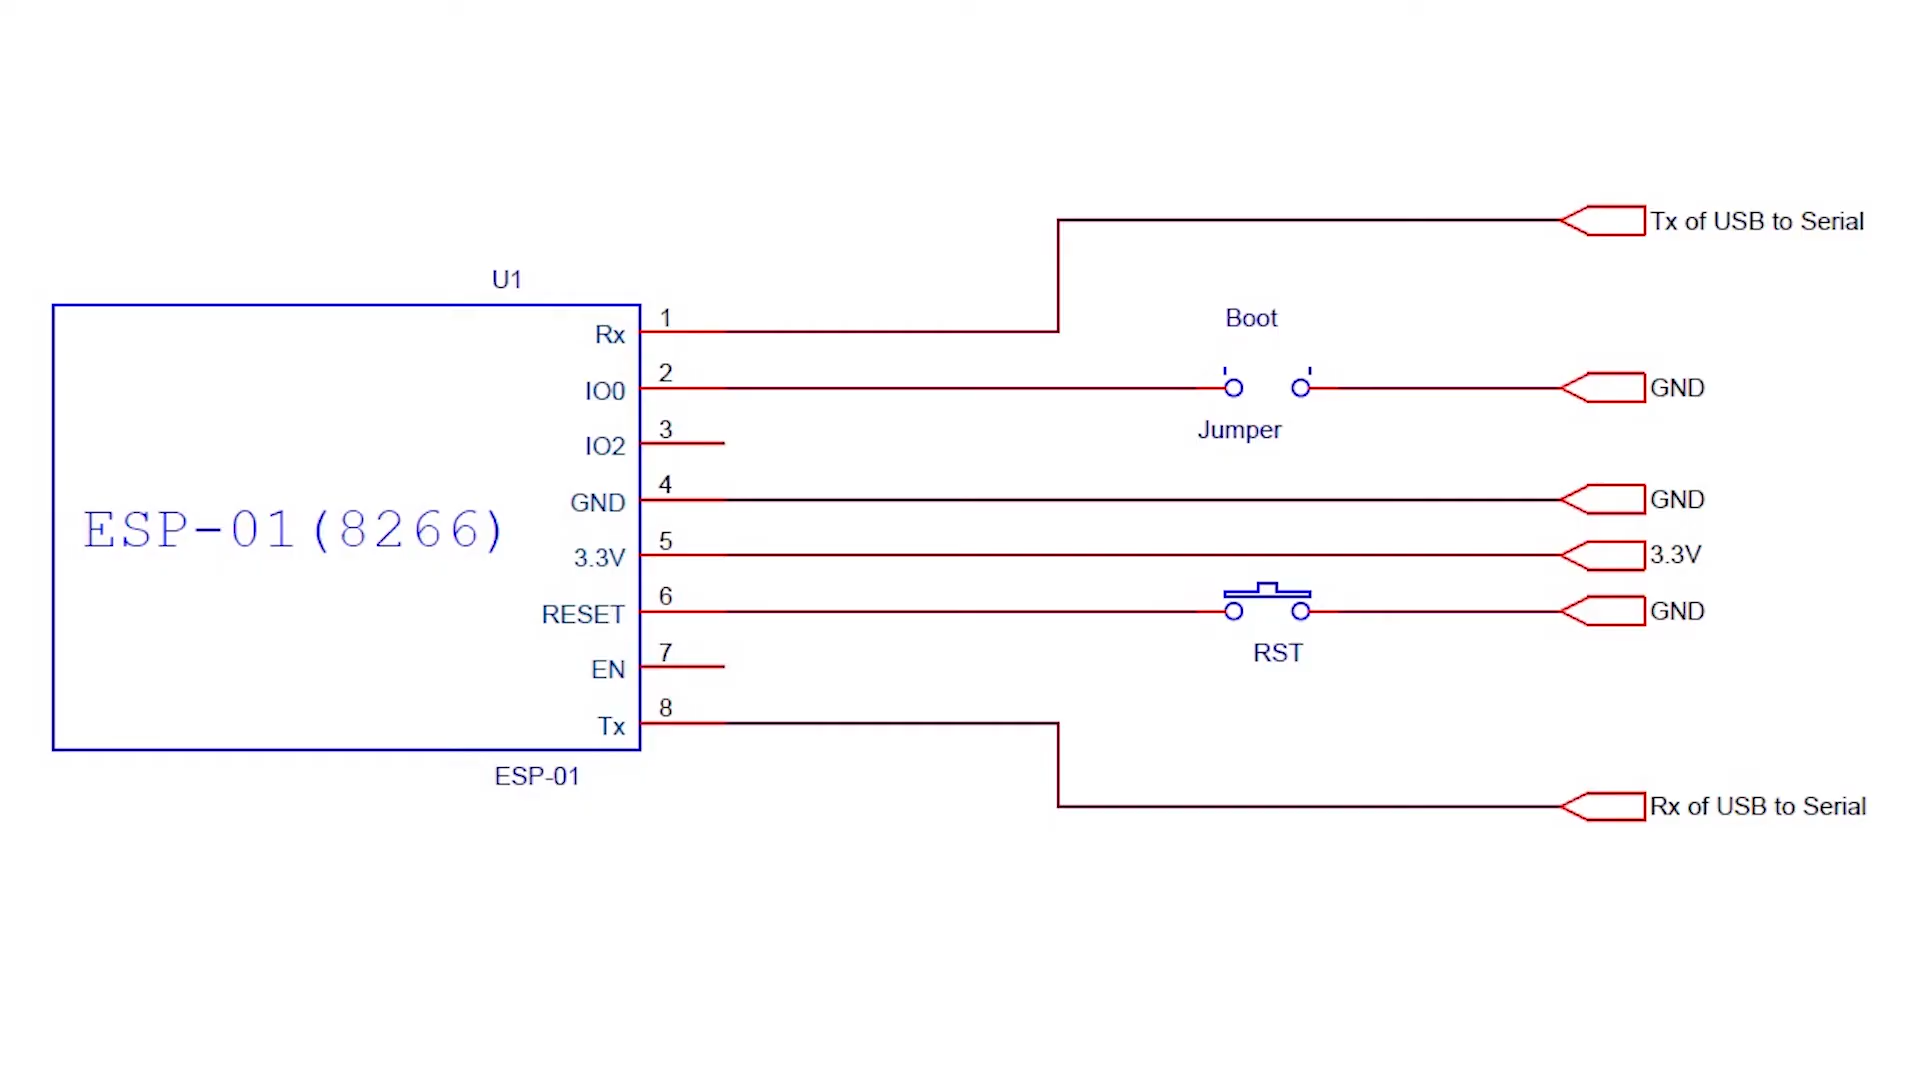 Tx of USB to Serial
U1
Boot
Rx 1
IO0 2
GND
IO2 3
Jumper
GND 4
GND
ESP-01(8266)
3.3V 5
3.3V
RESET 6
GND
RST
EN 7
Tx 8
ESP-01
Rx of USB to Serial